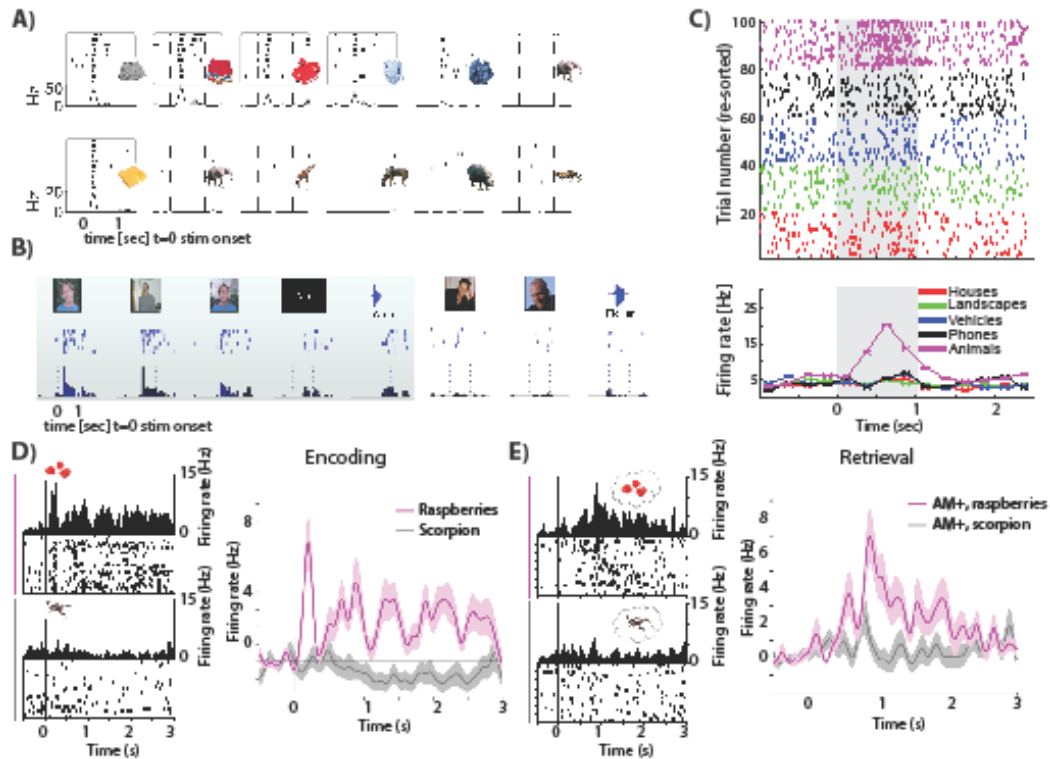 A)
Hz
50
0
Hz
0
0 1
time [sec] t=0 stim onset
B)
0 1
time [sec] t=0 stim onset
C)
Trial number (re-sorted)
100
80
60
40
20
Firing rate [Hz]
25
15
5
Houses
Landscapes
Vehicles
Phones
Animals
0 1 2
Time (sec)
D)
Encoding
15
0
Firing rate (Hz)
15
0
Firing rate (Hz)
0 1 2 3
Time (s)
Raspberries
Scorpion
Firing rate (Hz)
8
4
0
0 1 2 3
Time (s)
E)
Retrieval
15
0
Firing rate (Hz)
15
0
Firing rate (Hz)
0 1 2 3
Time (s)
AM+, raspberries
AM+, scorpion
Firing rate (Hz)
8
6
4
2
0
0 1 2 3
Time (s)